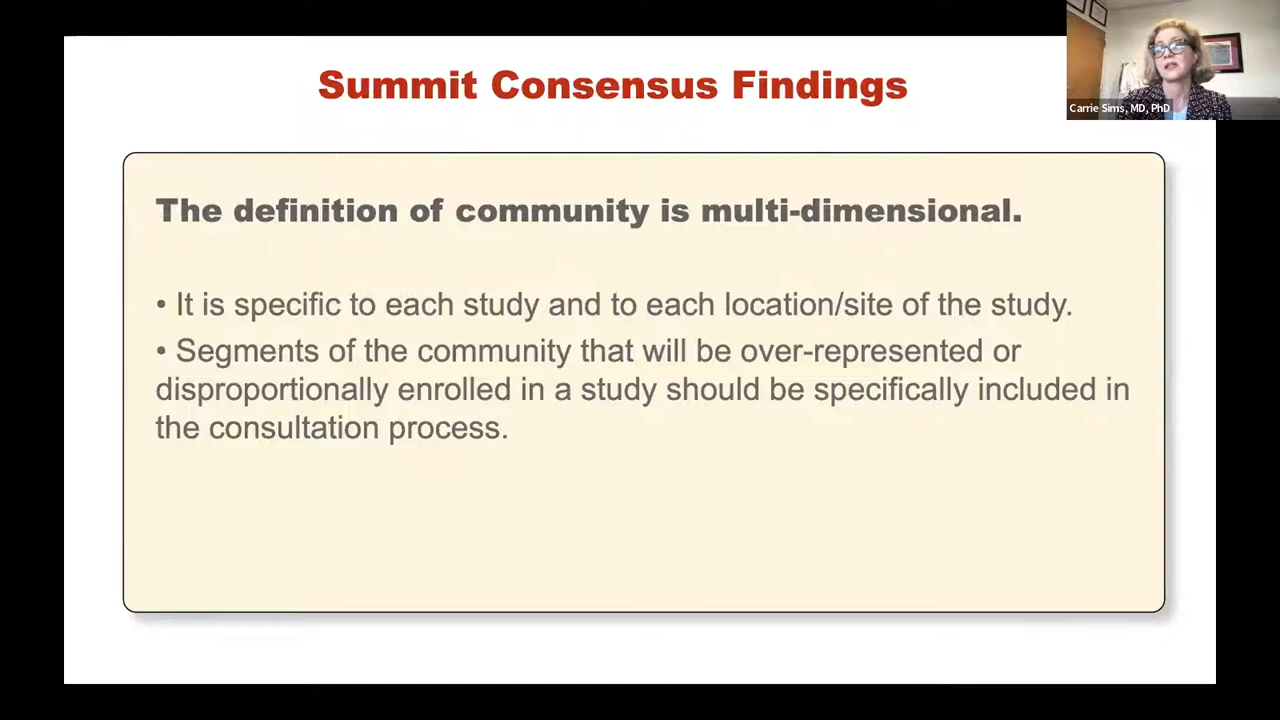 Summit Consensus Findings
Carrie Sims, MD, PhD
The definition of community is multi-dimensional.
• It is specific to each study and to each location/site of the study.
• Segments of the community that will be over-represented or
disproportionally enrolled in a study should be specifically included in
the consultation process.